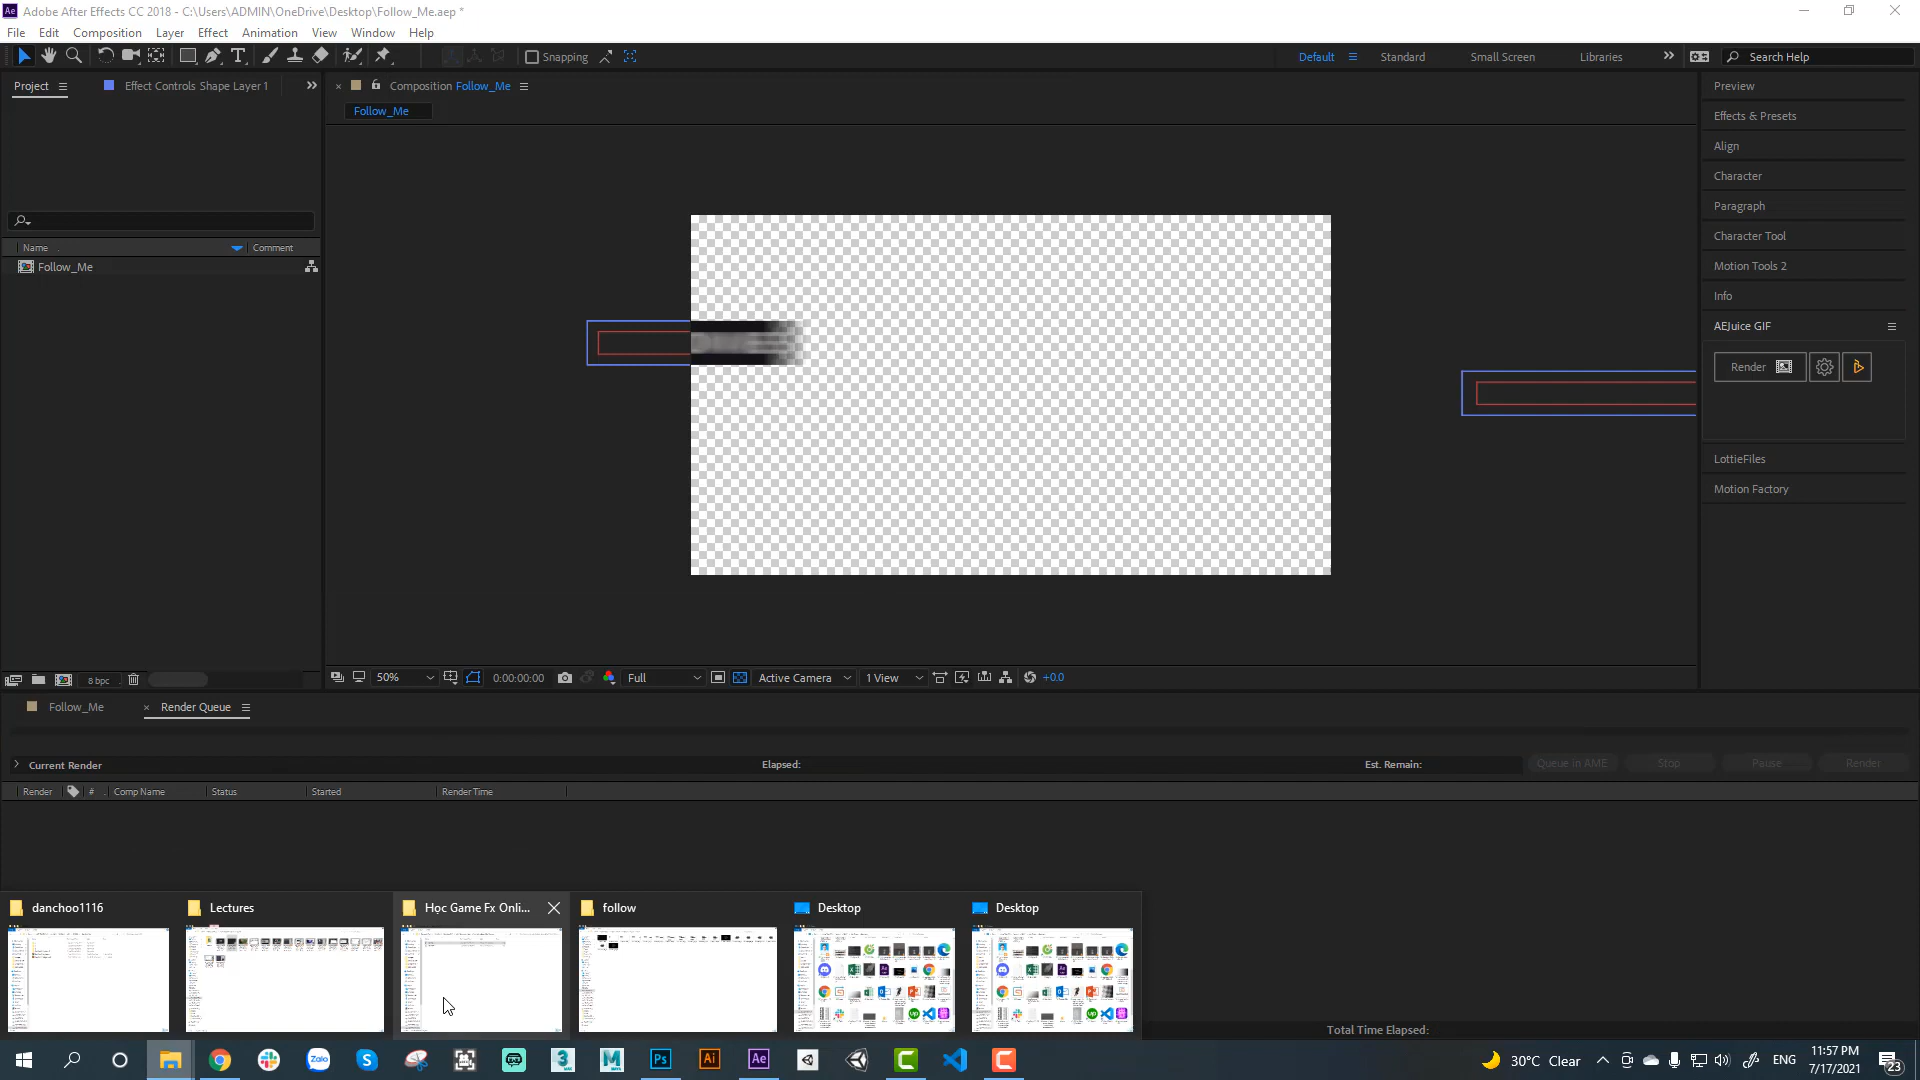 Adobe After Effects CC 2018 - C:\Users\ADMIN\OneDrive\Desktop\Follow_Me.aep *
File Edit Composition Layer Effect Animation View Window Help
Snapping Default Standard Small Screen Libraries Search Help
Project Effect Controls Shape Layer 1 Composition Follow_Me Preview
Follow_Me
Effects & Presets
Align
Character
Paragraph
Name Comment
Character Tool
Follow_Me
Motion Tools 2
Info
AEJuice GIF
Render
LottieFiles
Motion Factory
8 bpc 50% 0:00:00:00 Full Active Camera 1 View +0.0
Follow_Me Render Queue
Current Render Elapsed: Est. Remain: Queue in AME Stop Pause Render
Render # Comp Name Status Started Render Time
danchoo1116 Lectures Học Game Fx Onli... follow Desktop Desktop
Total Time Elapsed:
Zalo Ps Ai Ae 30°C Clear ENG 11:57 PM
7/17/2021 23